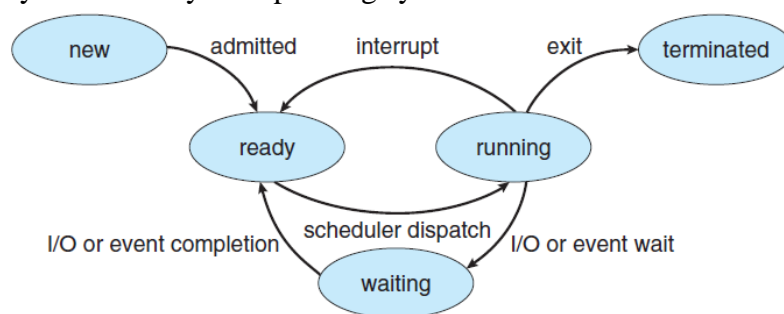 new
admitted
interrupt
exit
terminated
ready
running
scheduler dispatch
I/O or event completion
I/O or event wait
waiting